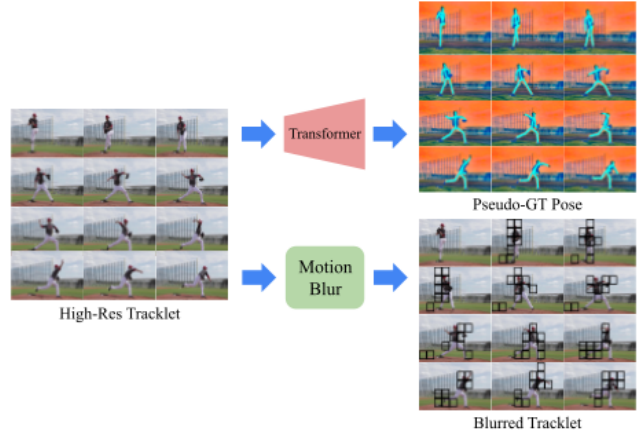 Transformer
Pseudo-GT Pose
Motion
Blur
High-Res Tracklet
Blurred Tracklet